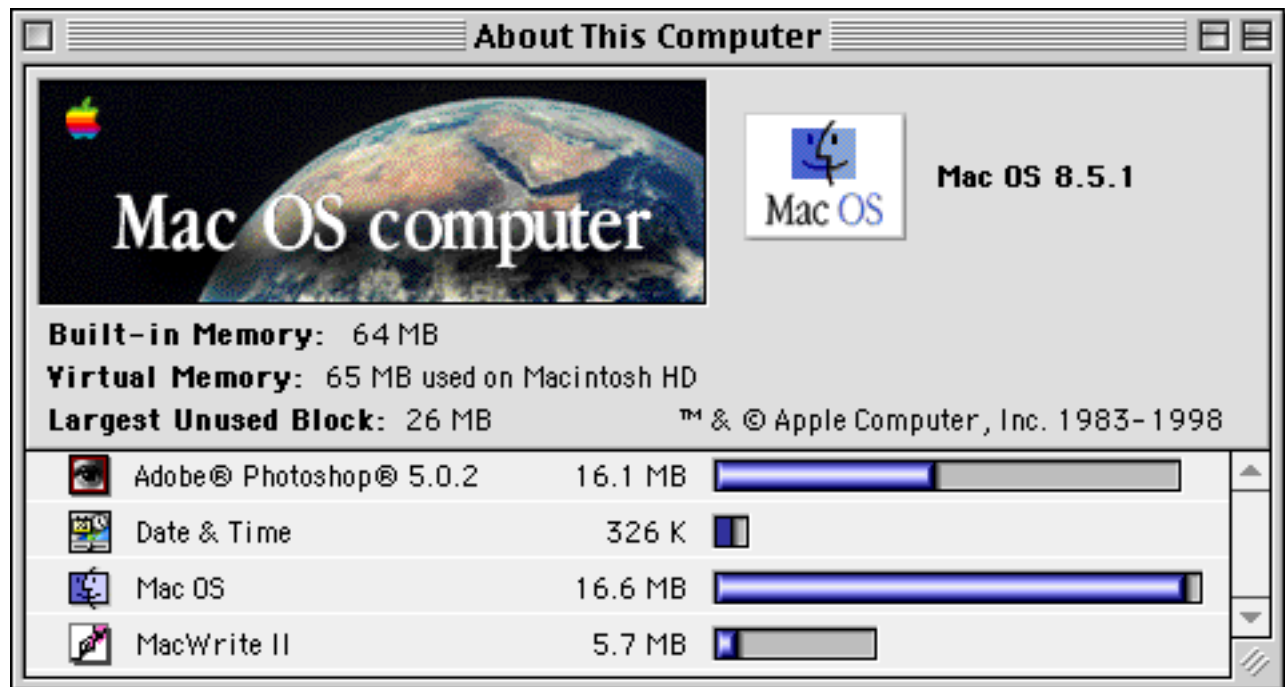 About This Computer
Mac OS computer
Mac OS
Mac OS 8.5.1
Built-in Memory: 64 MB
Virtual Memory: 65 MB used on Macintosh HD
Largest Unused Block: 26 MB ™ & © Apple Computer, Inc. 1983-1998
Adobe® Photoshop® 5.0.2 16.1 MB
Date & Time 326 K
Mac OS 16.6 MB
MacWrite II 5.7 MB